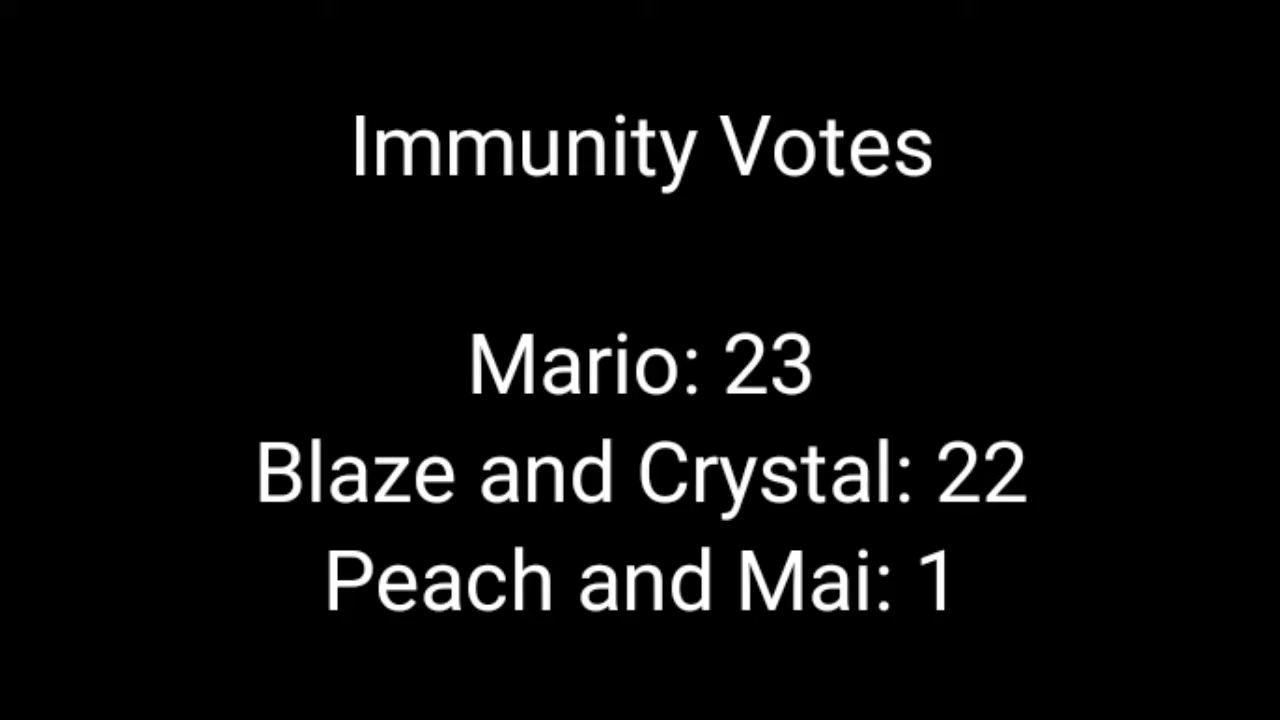 Immunity Votes
Mario: 23
Blaze and Crystal: 22
Peach and Mai: 1